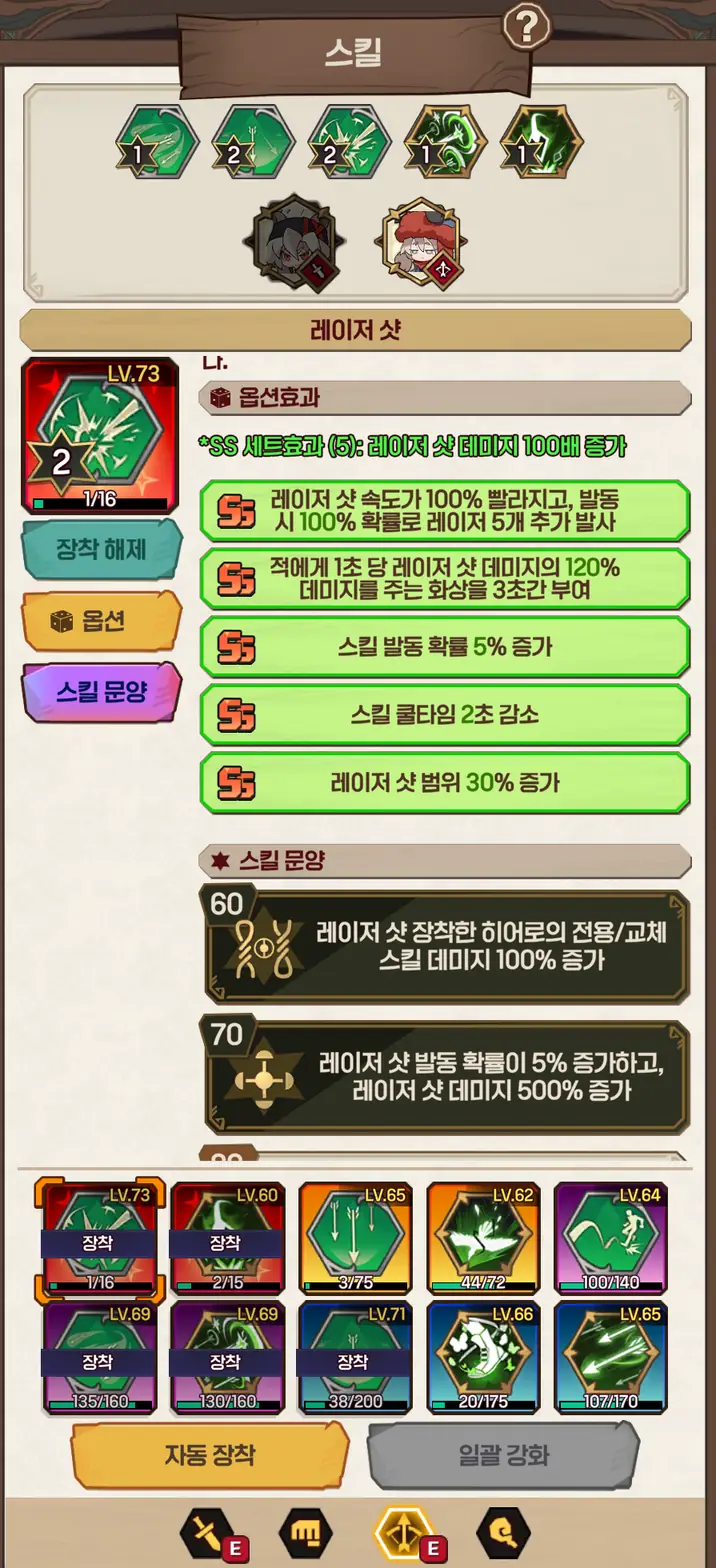 스킬
?
1
2
2
1
1
레이저 샷
LV.73
2
1/16
장착 해제
옵션
스킬 문양
다.
옵션효과
*SS 세트효과 (5): 레이저 샷 데미지 100배 증가
SS
레이저 샷 속도가 100% 빨라지고, 발동
시 100% 확률로 레이저 5개 추가 발사
SS
적에게 1초 당 레이저 샷 데미지의 120%
데미지를 주는 화상을 3초간 부여
SS
스킬 발동 확률 5% 증가
SS
스킬 쿨타임 2초 감소
SS
레이저 샷 범위 30% 증가
스킬 문양
60
레이저 샷 장착한 히어로의 전용/교체
스킬 데미지 100% 증가
70
레이저 샷 발동 확률이 5% 증가하고,
레이저 샷 데미지 500% 증가
LV.73
장착
1/16
LV.60
장착
2/15
LV.65
3/75
LV.62
44/72
LV.64
100/140
LV.69
장착
135/160
LV.69
장착
130/160
LV.71
장착
38/200
LV.66
20/175
LV.65
107/170
자동 장착
일괄 강화
E
E